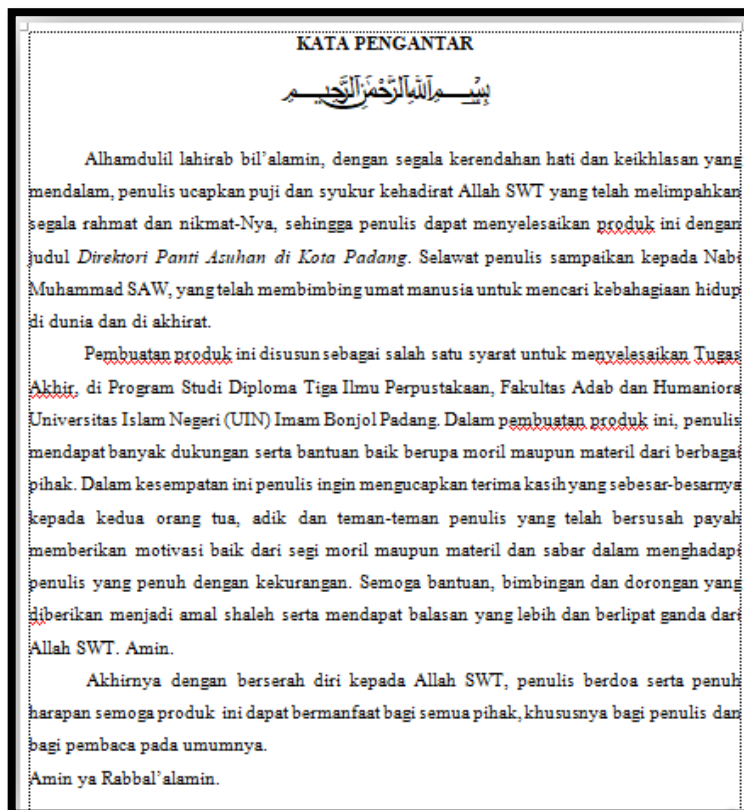 KATA PENGANTAR
بِسْمِ اللهِ الرَّحْمٰنِ الرَّحِيْمِ
Alhamdulil lahirab bil’alamin, dengan segala kerendahan hati dan keikhlasan yang
mendalam, penulis ucapkan puji dan syukur kehadirat Allah SWT yang telah melimpahkan
segala rahmat dan nikmat-Nya, sehingga penulis dapat menyelesaikan produk ini dengan
judul Direktori Panti Asuhan di Kota Padang. Selawat penulis sampaikan kepada Nabi
Muhammad SAW, yang telah membimbing umat manusia untuk mencari kebahagiaan hidup
di dunia dan di akhirat.
Pembuatan produk ini disusun sebagai salah satu syarat untuk menyelesaikan Tugas
Akhir, di Program Studi Diploma Tiga Ilmu Perpustakaan, Fakultas Adab dan Humaniora
Universitas Islam Negeri (UIN) Imam Bonjol Padang. Dalam pembuatan produk ini, penulis
mendapat banyak dukungan serta bantuan baik berupa moril maupun materil dari berbagai
pihak. Dalam kesempatan ini penulis ingin mengucapkan terima kasih yang sebesar-besarnya
kepada kedua orang tua, adik dan teman-teman penulis yang telah bersusah payah
memberikan motivasi baik dari segi moril maupun materil dan sabar dalam menghadapi
penulis yang penuh dengan kekurangan. Semoga bantuan, bimbingan dan dorongan yang
diberikan menjadi amal shaleh serta mendapat balasan yang lebih dan berlipat ganda dari
Allah SWT. Amin.
Akhirnya dengan berserah diri kepada Allah SWT, penulis berdoa serta penuh
harapan semoga produk ini dapat bermanfaat bagi semua pihak, khususnya bagi penulis dan
bagi pembaca pada umumnya.
Amin ya Rabbal’alamin.